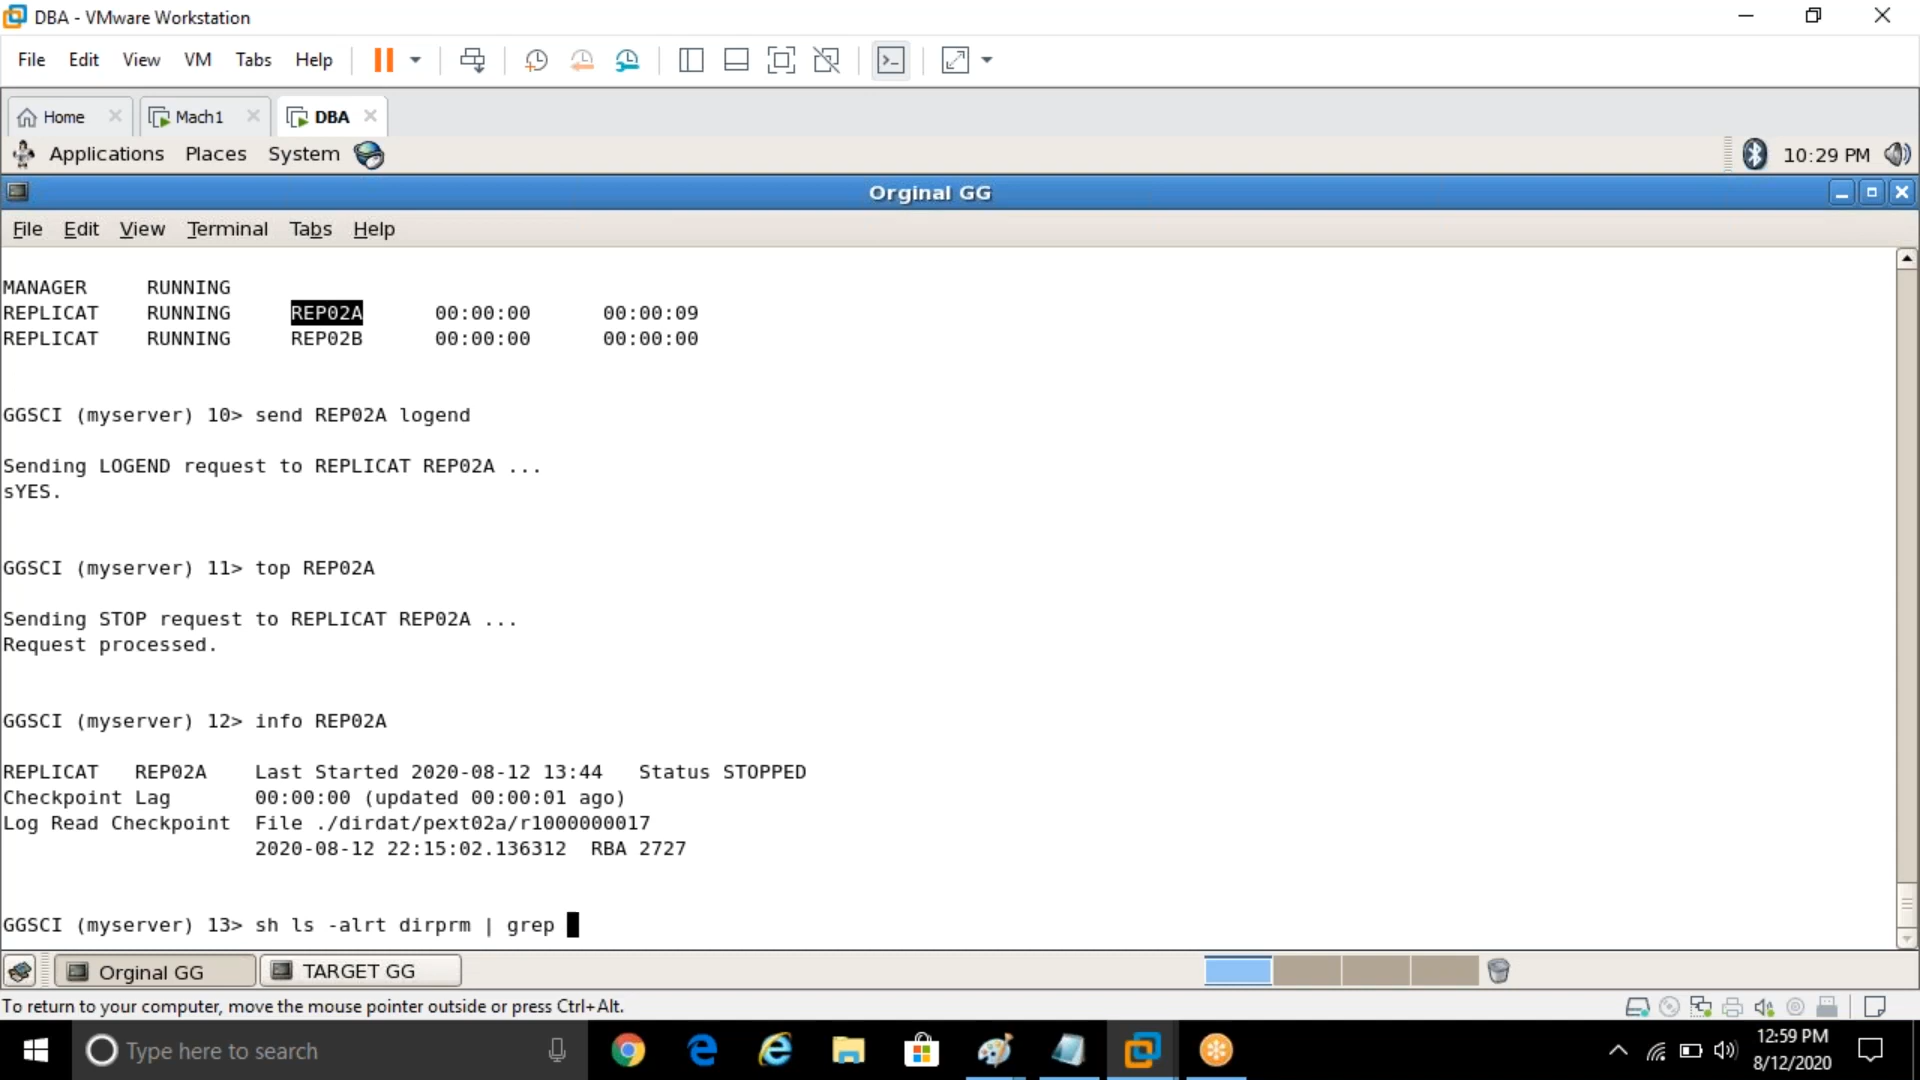 DBA - VMware Workstation
File Edit View VM Tabs Help
Home Mach1 DBA
Applications Places System 10:29 PM
Orginal GG
File Edit View Terminal Tabs Help
MANAGER RUNNING
REPLICAT RUNNING REP02A 00:00:00 00:00:09
REPLICAT RUNNING REP02B 00:00:00 00:00:00
GGSCI (myserver) 10> send REP02A logend
Sending LOGEND request to REPLICAT REP02A ...
sYES.
GGSCI (myserver) 11> top REP02A
Sending STOP request to REPLICAT REP02A ...
Request processed.
GGSCI (myserver) 12> info REP02A
REPLICAT REP02A Last Started 2020-08-12 13:44 Status STOPPED
Checkpoint Lag 00:00:00 (updated 00:00:01 ago)
Log Read Checkpoint File ./dirdat/pext02a/r1000000017
2020-08-12 22:15:02.136312 RBA 2727
GGSCI (myserver) 13> sh ls -alrt dirprm | grep
Orginal GG TARGET GG
To return to your computer, move the mouse pointer outside or press Ctrl+Alt.
Type here to search
12:59 PM
8/12/2020